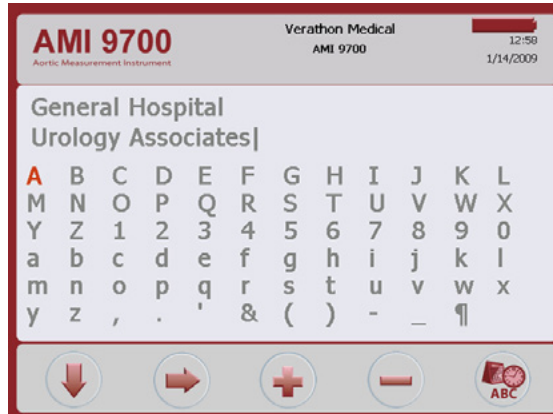 AMI 9700
Aortic Measurement Instrument
Verathon Medical
AMI 9700
12:58
1/14/2009
General Hospital
Urology Associates|
A B C D E F G H I J K L
M N O P Q R S T U V W X
Y Z 1 2 3 4 5 6 7 8 9 0
a b c d e f g h i j k l
m n o p q r s t u v w x
y z , . ' & ( ) - _ ¶
ABC